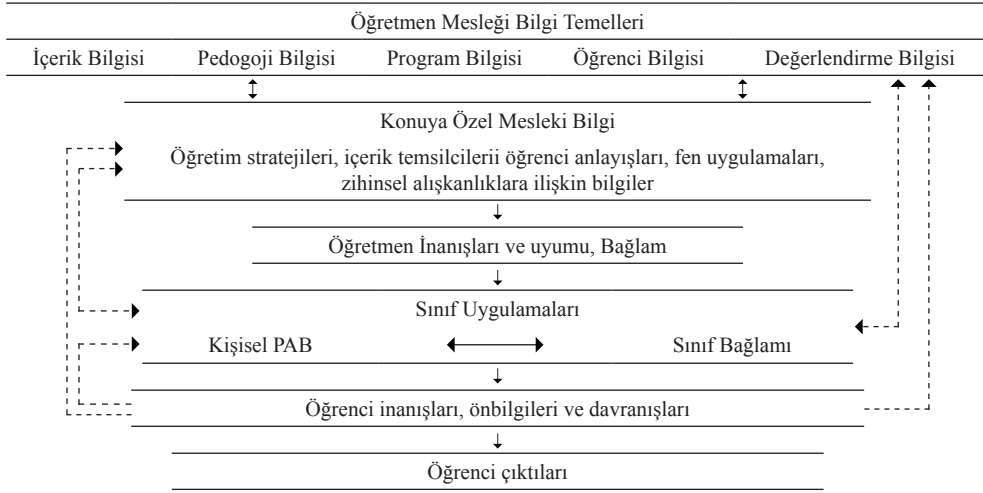 Öğretmen Mesleği Bilgi Temelleri
İçerik Bilgisi Pedogoji Bilgisi Program Bilgisi Öğrenci Bilgisi Değerlendirme Bilgisi
Konuya Özel Mesleki Bilgi
Öğretim stratejileri, içerik temsilcilerii öğrenci anlayışları, fen uygulamaları,
zihinsel alışkanlıklara ilişkin bilgiler
Öğretmen İnanışları ve uyumu, Bağlam
Sınıf Uygulamaları
Kişisel PAB Sınıf Bağlamı
Öğrenci inanışları, önbilgileri ve davranışları
Öğrenci çıktıları